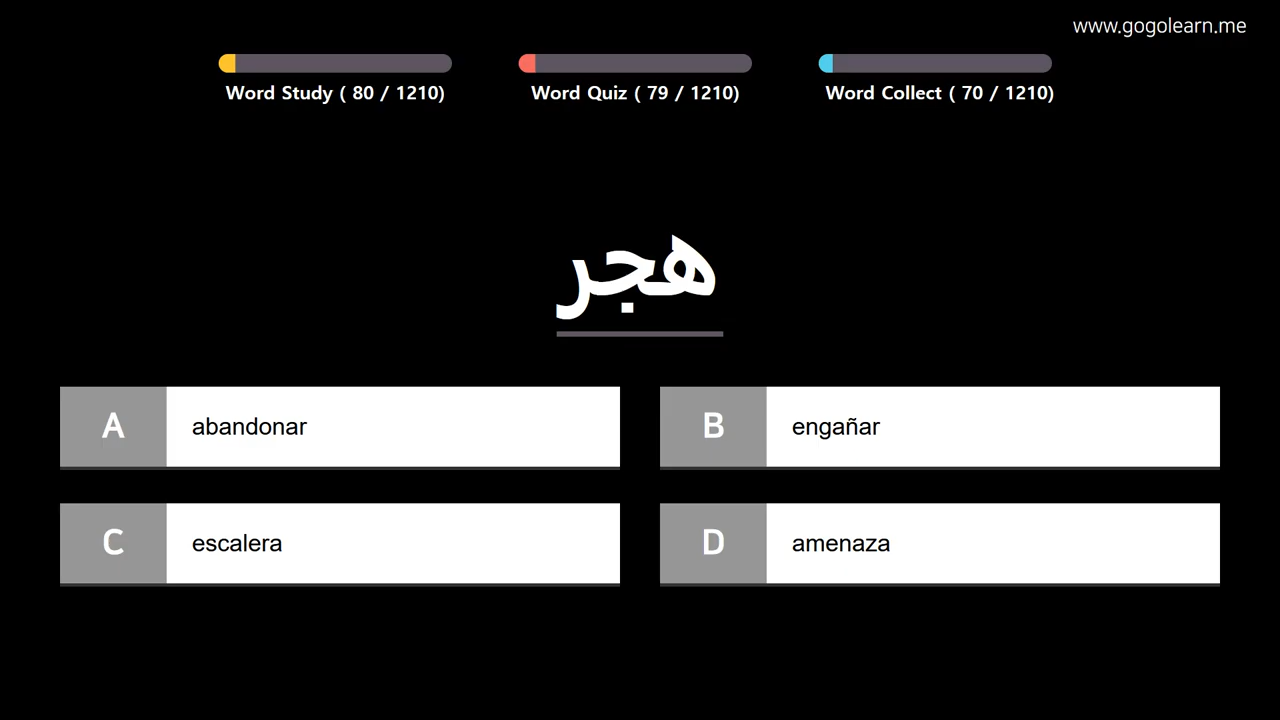 www.gogolearn.me
Word Study ( 80 / 1210)
Word Quiz ( 79 / 1210)
Word Collect ( 70 / 1210)
هجر
A abandonar
B engañar
C escalera
D amenaza